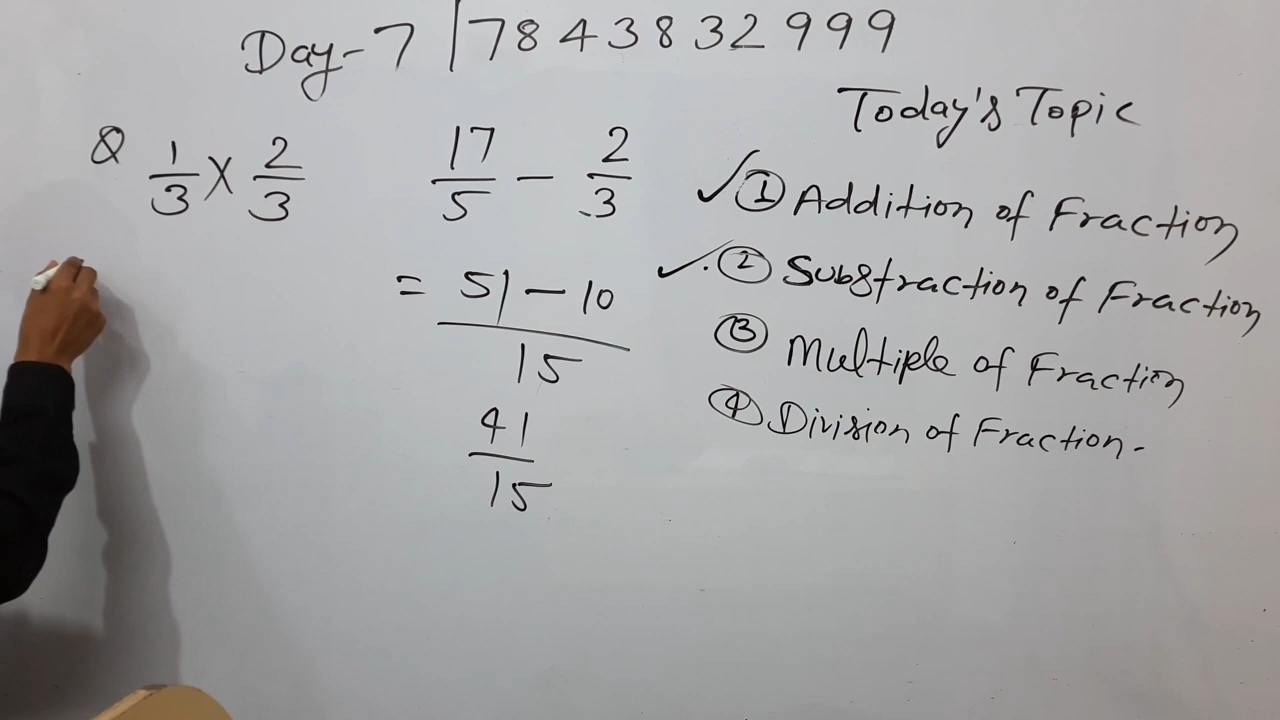 Day-7 | 7843832999
Today's Topic
Q 1/3 × 2/3
17/5 - 2/3
= 51-10/15
41/15
✓① Addition of Fraction
✓.② Subgtraction of Fraction
③ Multiple of Fraction
④ Division of Fraction-